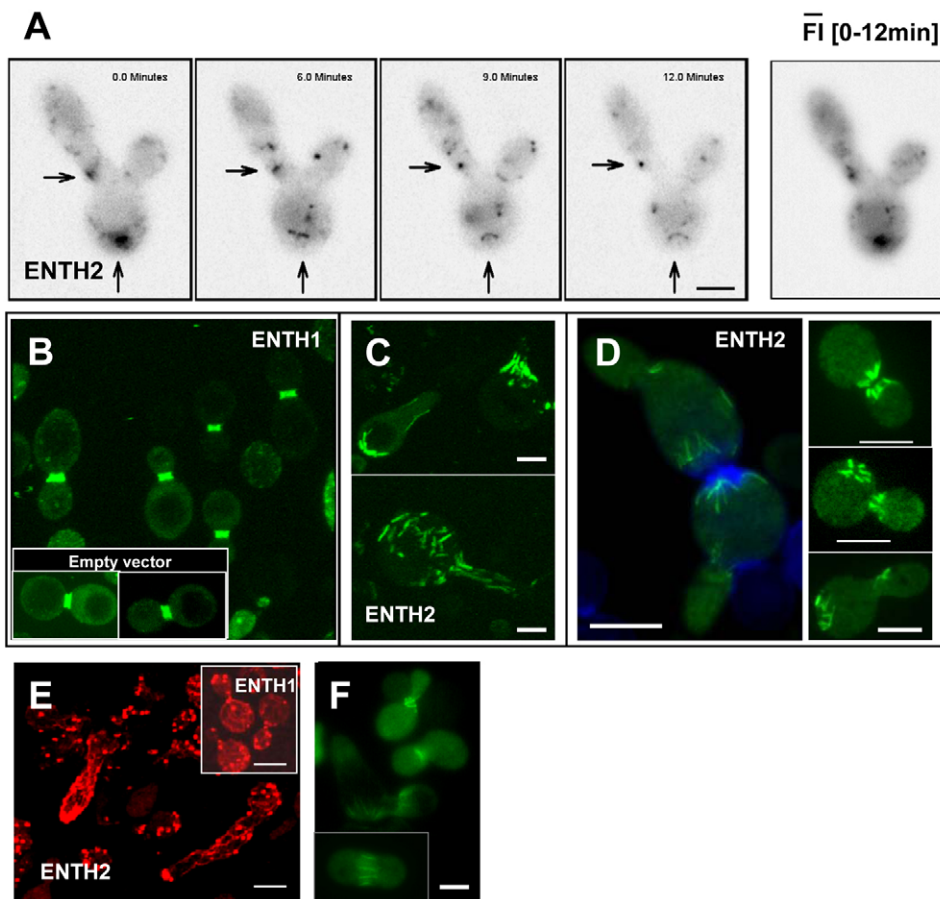 A
F̅I̅ [0-12min]
0.0 Minutes
6.0 Minutes
9.0 Minutes
12.0 Minutes
ENTH2
B
ENTH1
C
D
ENTH2
Empty vector
ENTH2
E
ENTH1
F
ENTH2